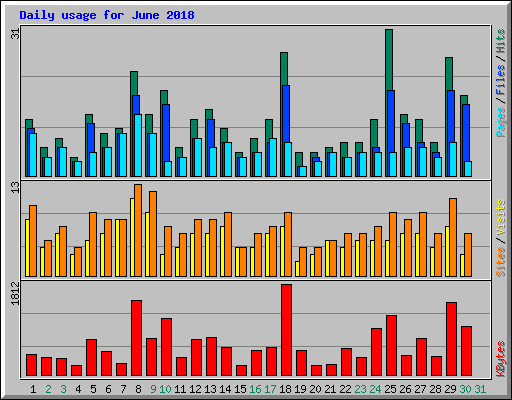 Daily usage for June 2018
31
Pages / Files / Hits
13
Sites / Visits
1812
KBytes
1 2 3 4 5 6 7 8 9 10 11 12 13 14 15 16 17 18 19 20 21 22 23 24 25 26 27 28 29 30 31